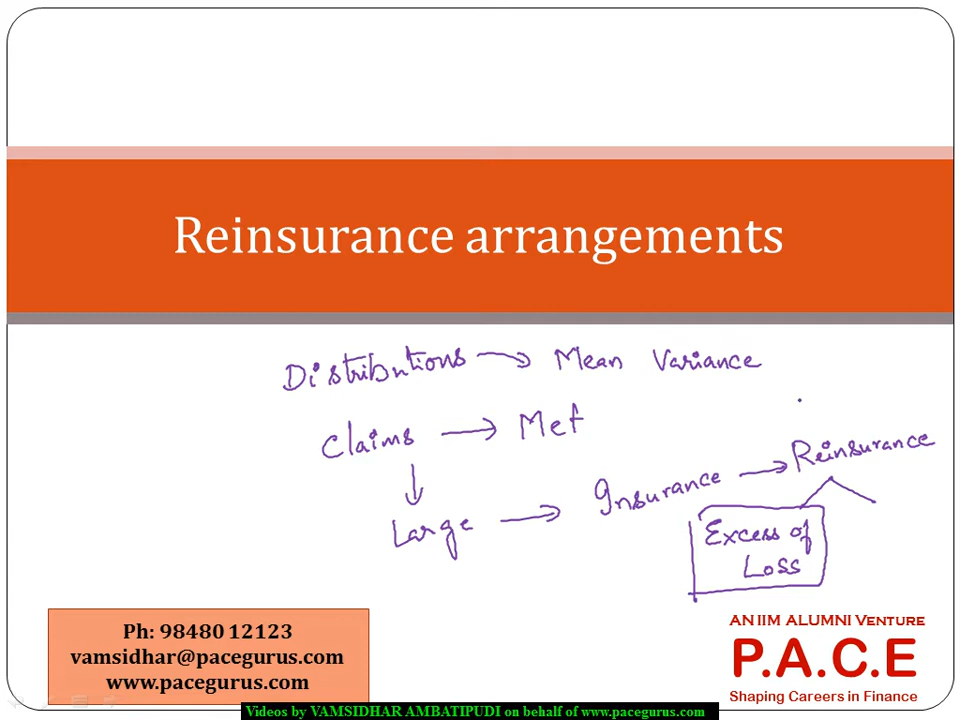 Reinsurance arrangements
Distributions → Mean Variance
Claims → Met
Large → Insurance → Reinsurance
Excess of
Loss
Ph: 98480 12123
vamsidhar@pacegurus.com
www.pacegurus.com
AN IIM ALUMNI VENTURE
P.A.C.E
Shaping Careers in Finance
Videos by VAMSIDHAR AMBATIPUDI on behalf of www.pacegurus.com